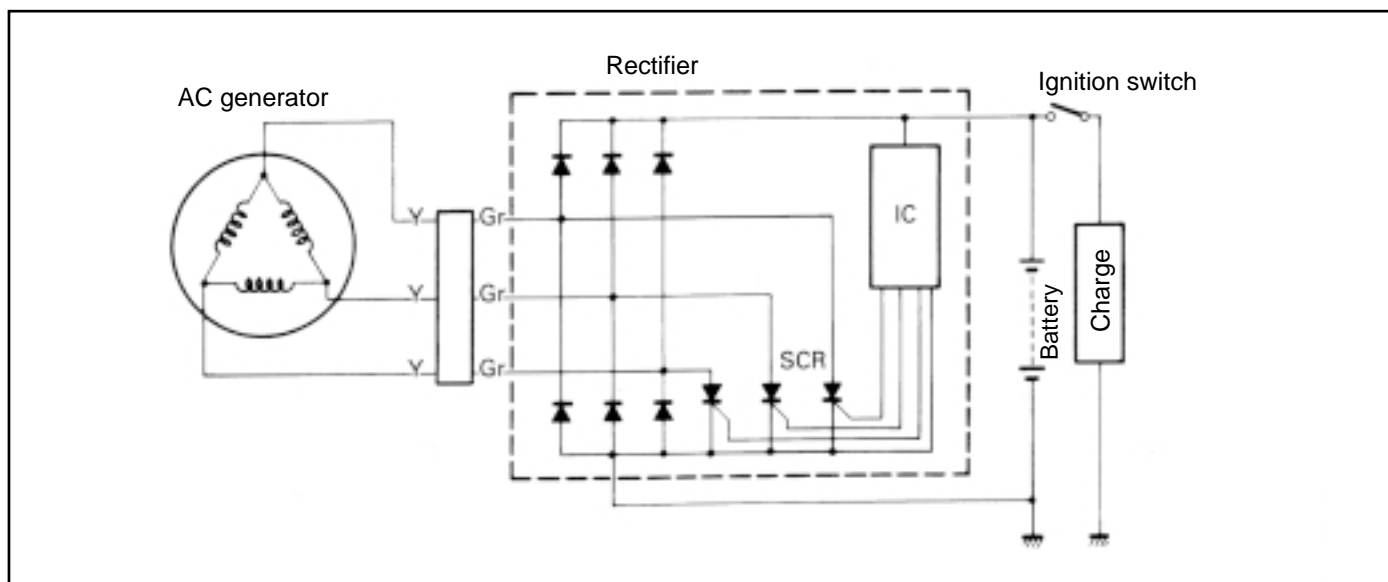 Rectifier
AC generator
Ignition switch
Y Gr
IC
Y Gr
Battery
Charge
SCR
Y Gr